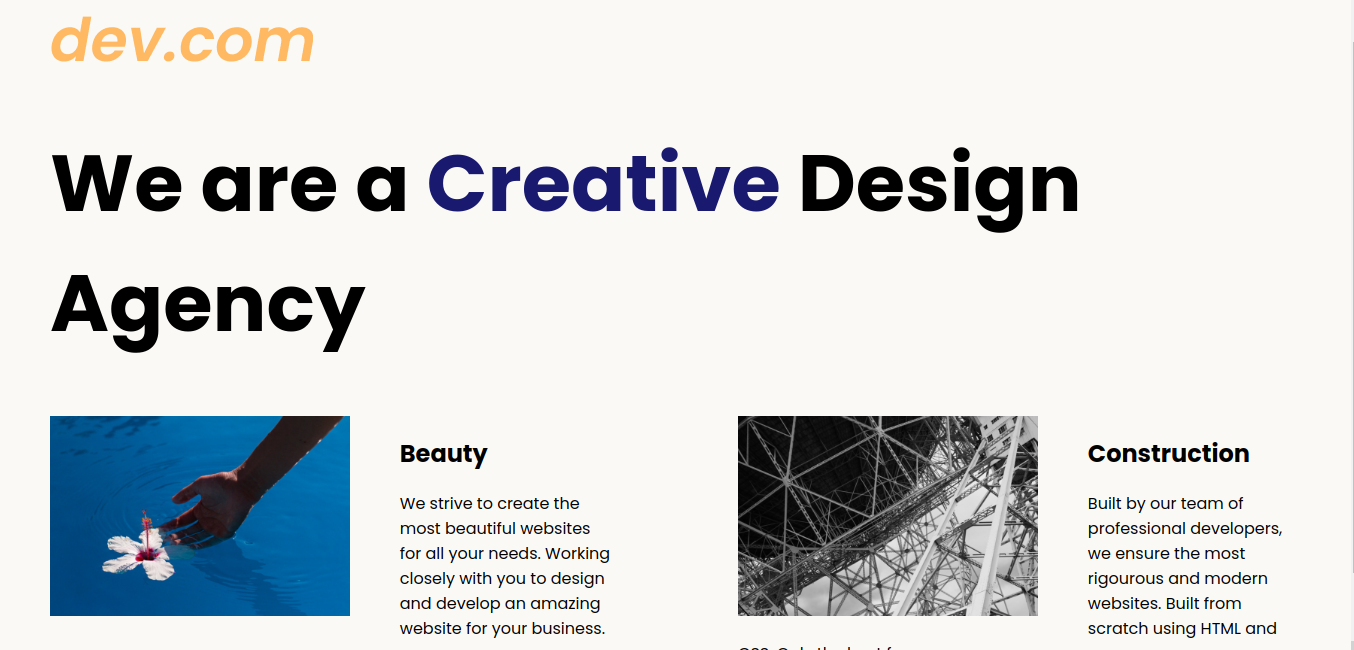 dev.com
We are a Creative Design
Agency
Beauty
We strive to create the
most beautiful websites
for all your needs. Working
closely with you to design
and develop an amazing
website for your business.
Construction
Built by our team of
professional developers,
we ensure the most
rigourous and modern
websites. Built from
scratch using HTML and